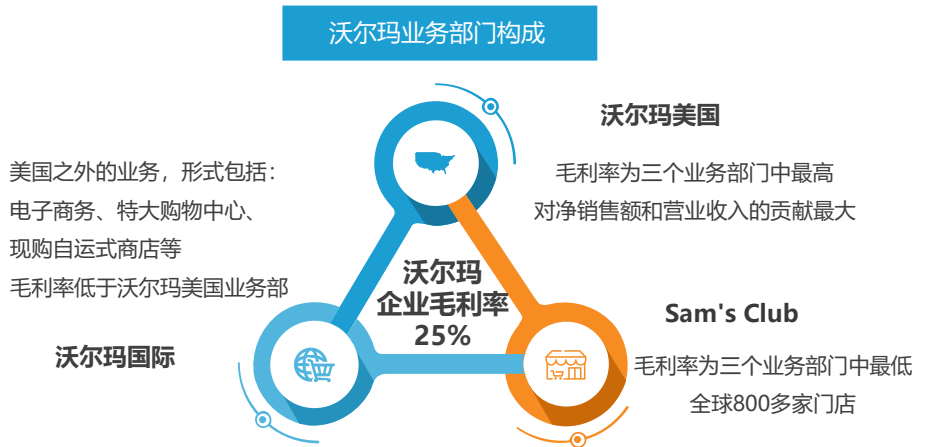 沃尔玛业务部门构成
沃尔玛美国
毛利率为三个业务部门中最高
对净销售额和营业收入的贡献最大
美国之外的业务，形式包括：
电子商务、特大购物中心、
现购自运式商店等
毛利率低于沃尔玛美国业务部
沃尔玛国际
沃尔玛
企业毛利率
25%
Sam's Club
毛利率为三个业务部门中最低
全球800多家门店